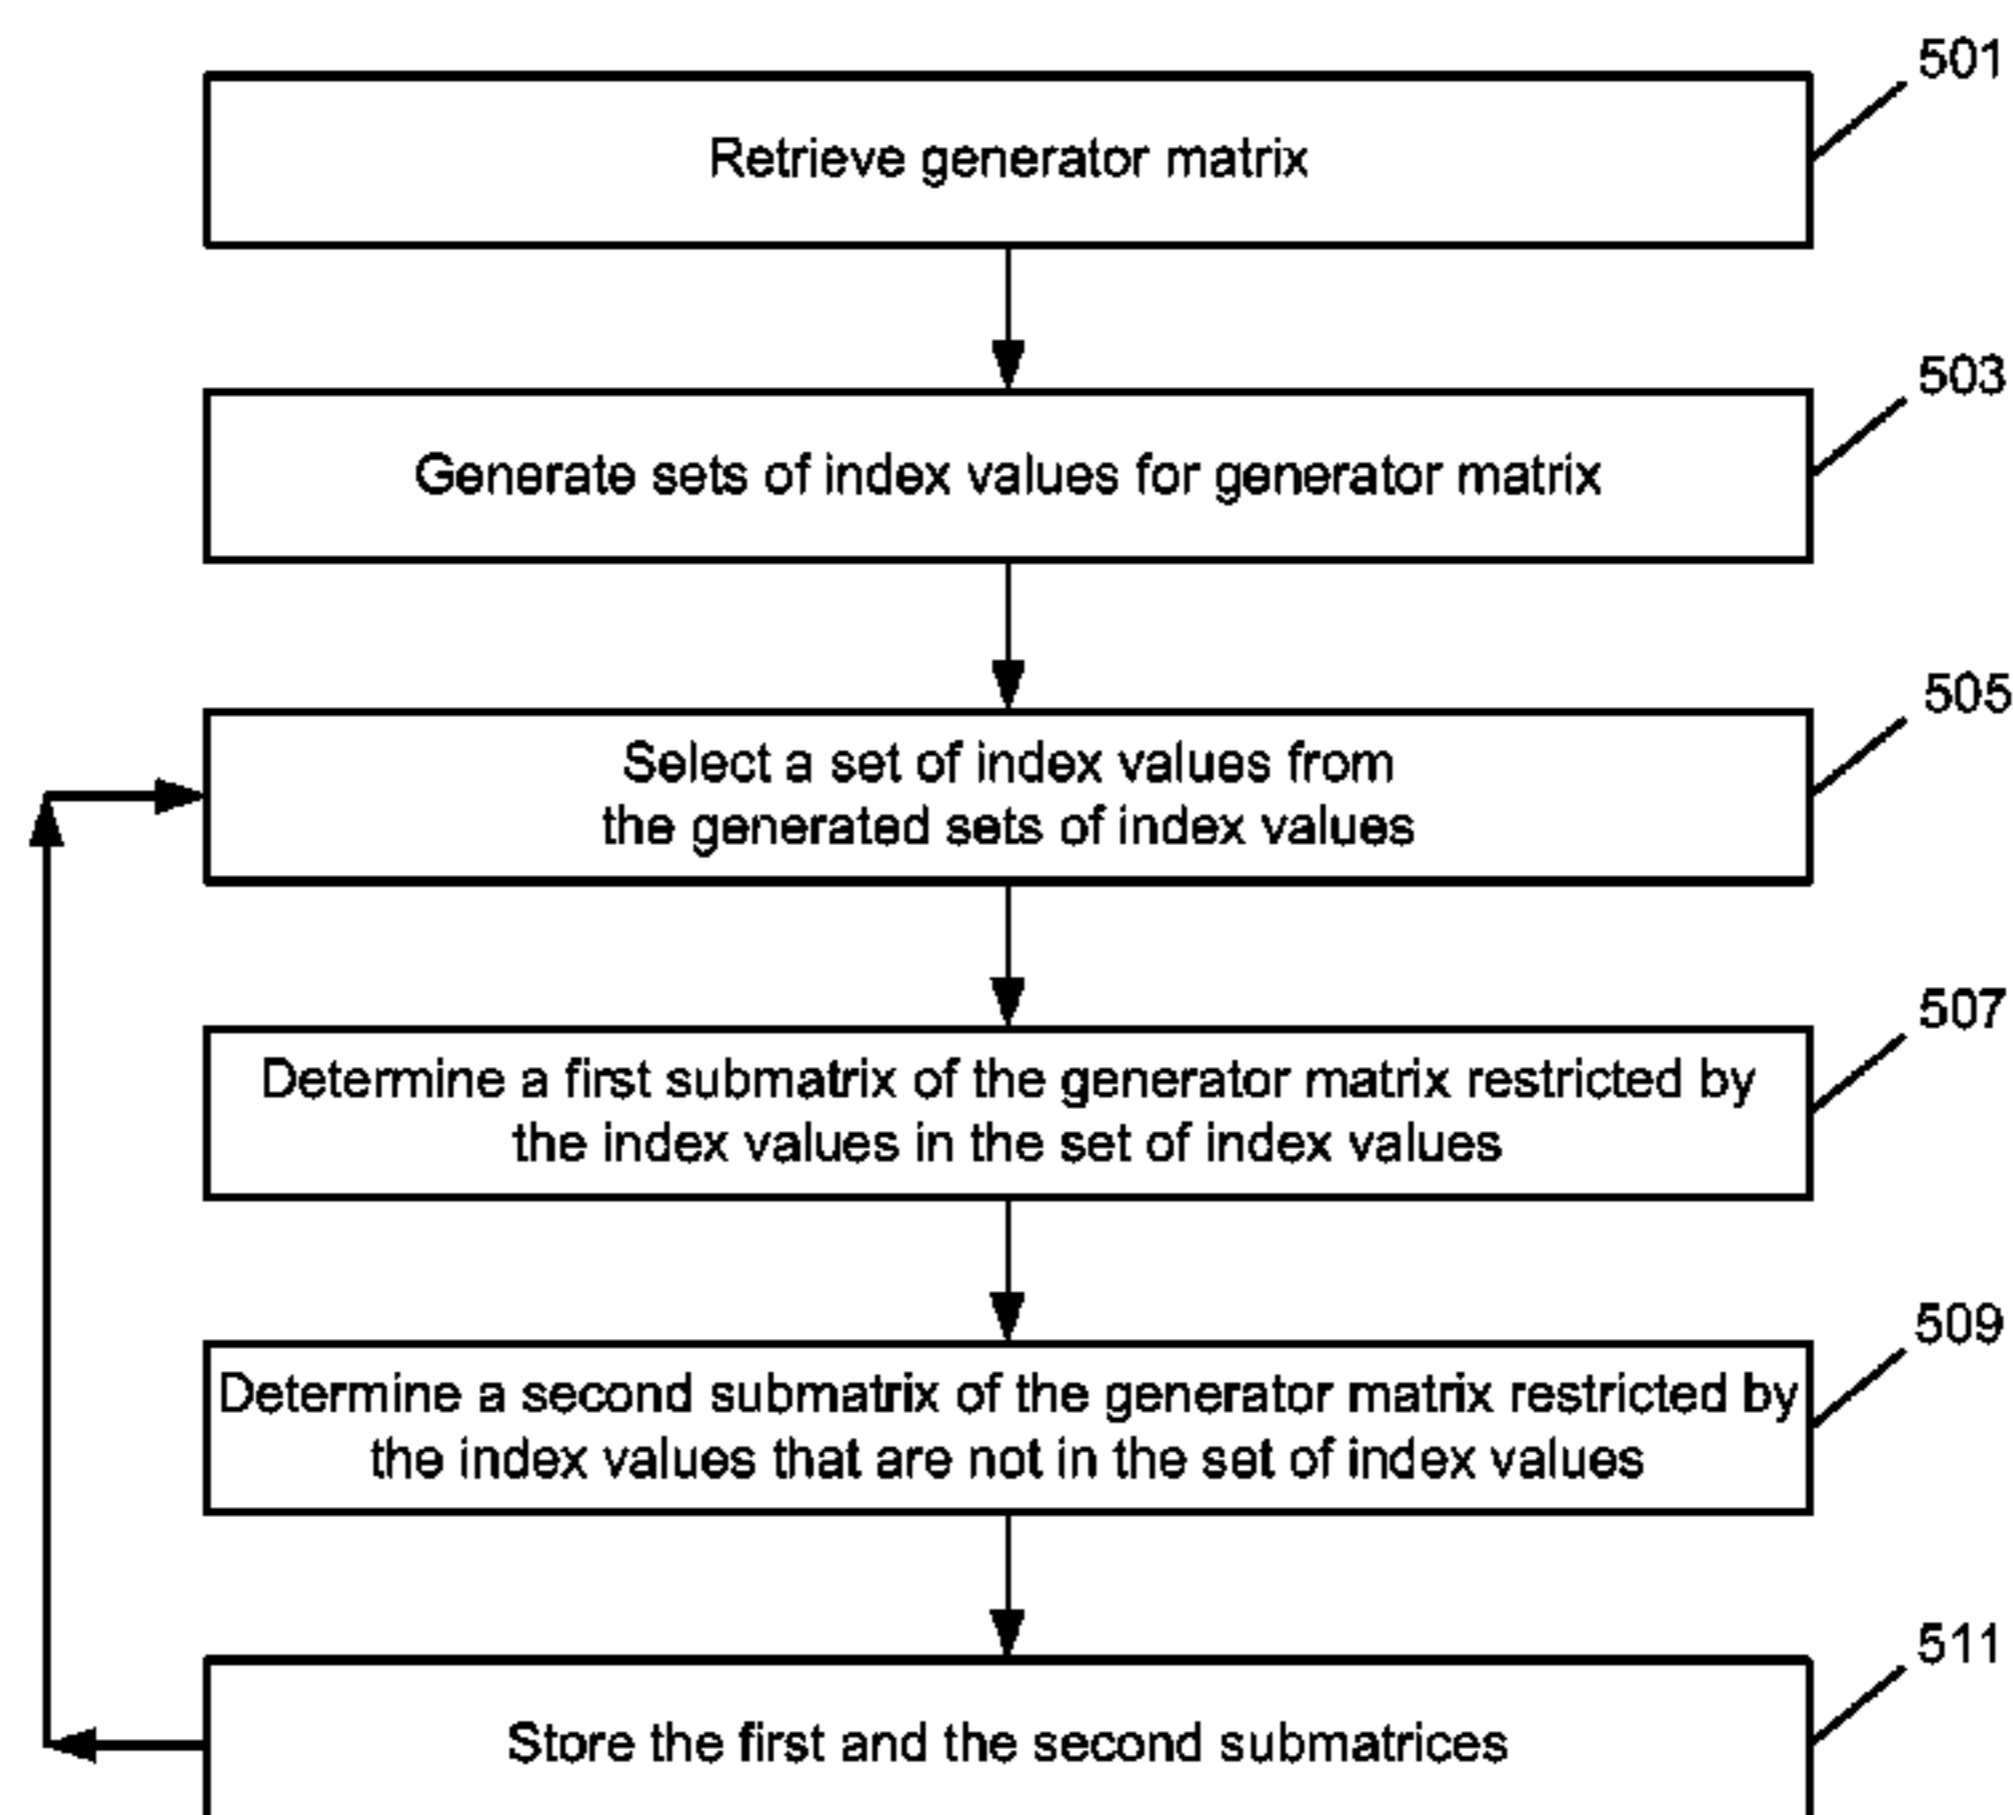 501
Retrieve generator matrix
503
Generate sets of index values for generator matrix
505
Select a set of index values from
the generated sets of index values
507
Determine a first submatrix of the generator matrix restricted by
the index values in the set of index values
509
Determine a second submatrix of the generator matrix restricted by
the index values that are not in the set of index values
511
Store the first and the second submatrices